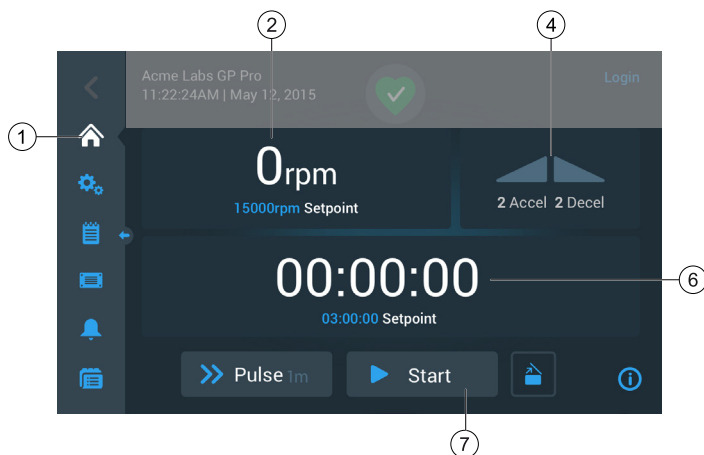 2
4
Acme Labs GP Pro
Login
11:22:24AM | May 12, 2015
1
0rpm
15000rpm Setpoint
2 Accel 2 Decel
00:00:00
6
03:00:00 Setpoint
Pulse 1m
Start
7